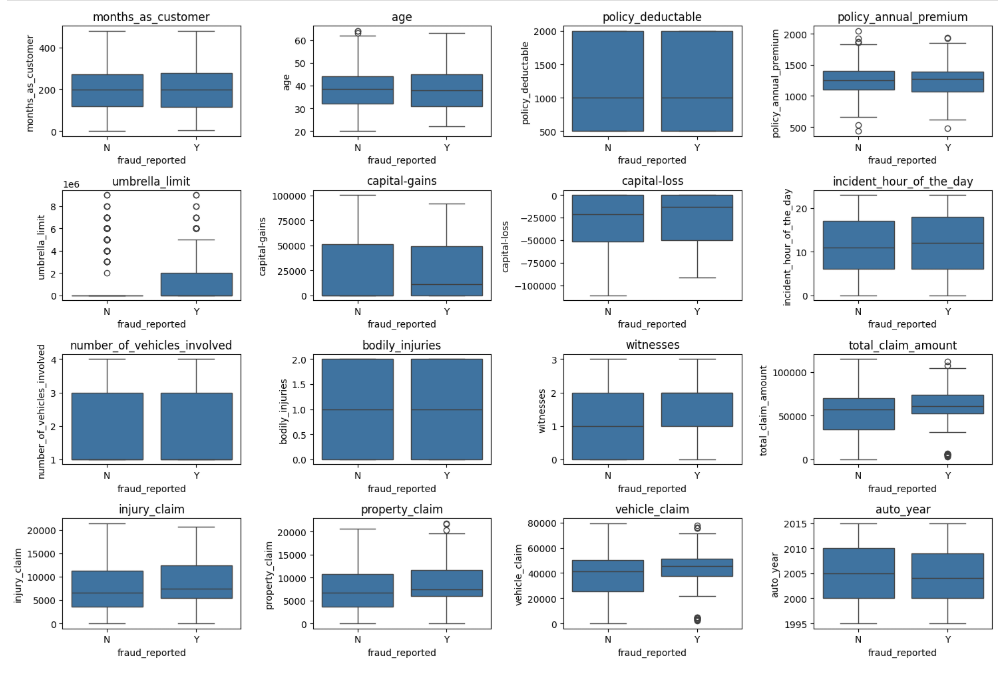 months_as_customer
months_as_customer
400
200
0
N
Y
fraud_reported
age
age
60
50
40
30
20
N
Y
fraud_reported
policy_deductable
policy_deductable
2000
1500
1000
500
N
Y
fraud_reported
policy_annual_premium
policy_annual_premium
2000
1500
1000
500
N
Y
fraud_reported
umbrella_limit
1e6
umbrella_limit
8
6
4
2
0
N
Y
fraud_reported
capital-gains
capital-gains
100000
75000
50000
25000
0
N
Y
fraud_reported
capital-loss
capital-loss
0
−25000
−50000
−75000
−100000
N
Y
fraud_reported
incident_hour_of_the_day
incident_hour_of_the_day
20
10
0
N
Y
fraud_reported
number_of_vehicles_involved
number_of_vehicles_involved
4
3
2
1
N
Y
fraud_reported
bodily_injuries
bodily_injuries
2.0
1.5
1.0
0.5
0.0
N
Y
fraud_reported
witnesses
witnesses
3
2
1
0
N
Y
fraud_reported
total_claim_amount
total_claim_amount
100000
50000
0
N
Y
fraud_reported
injury_claim
injury_claim
20000
15000
10000
5000
0
N
Y
fraud_reported
property_claim
property_claim
20000
15000
10000
5000
0
N
Y
fraud_reported
vehicle_claim
vehicle_claim
80000
60000
40000
20000
0
N
Y
fraud_reported
auto_year
auto_year
2015
2010
2005
2000
1995
N
Y
fraud_reported